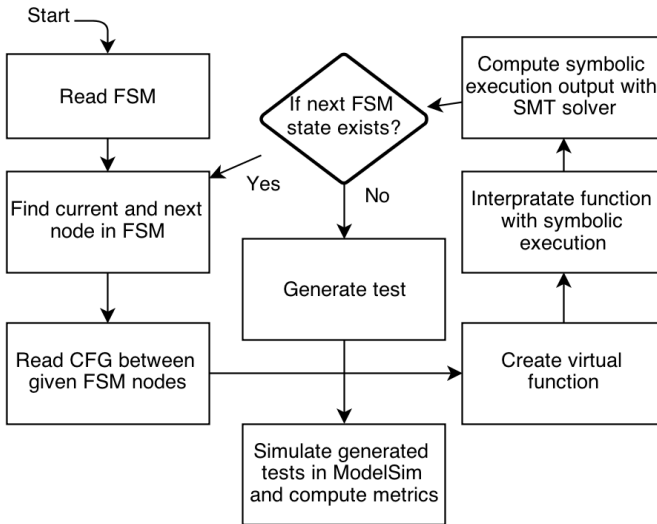 Start
Read FSM
Find current and next
node in FSM
Read CFG between
given FSM nodes
If next FSM
state exists?
Yes
No
Generate test
Simulate generated
tests in ModelSim
and compute metrics
Compute symbolic
execution output with
SMT solver
Interpratate function
with symbolic
execution
Create virtual
function